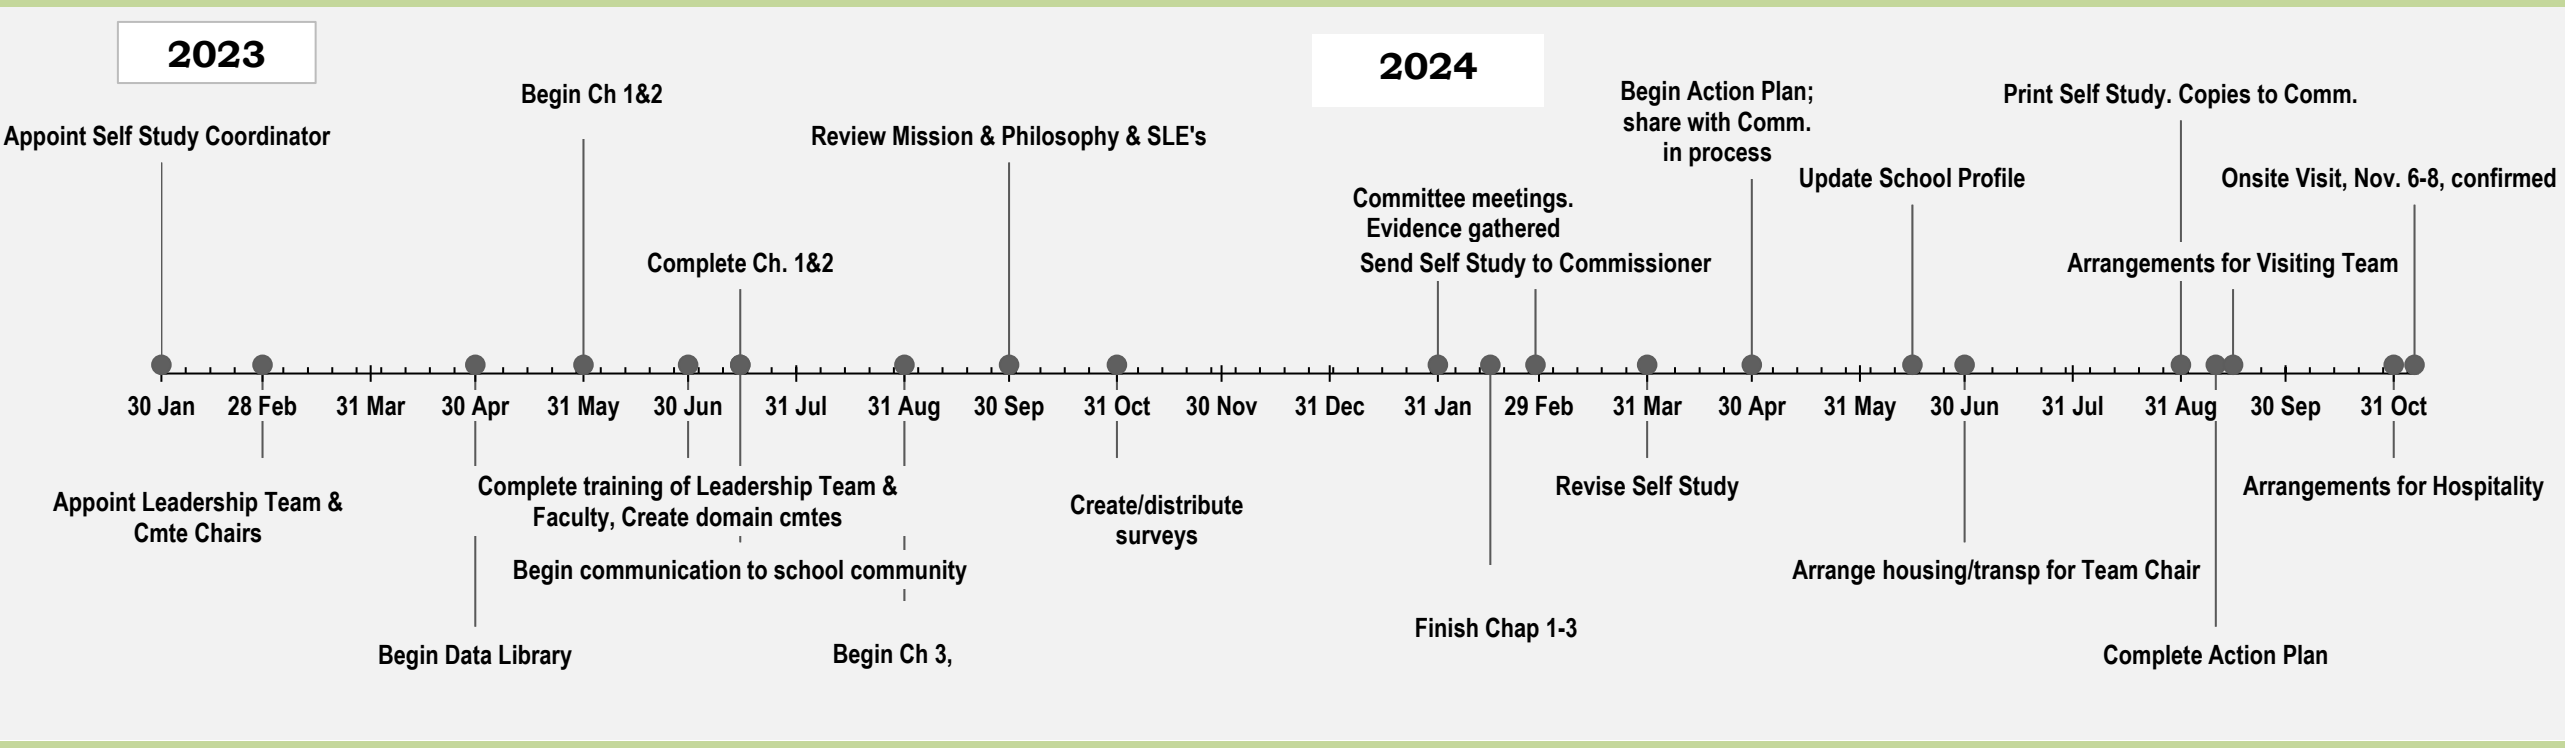 2023
2024
Begin Ch 1&2
Begin Action Plan;
share with Comm.
in process
Print Self Study. Copies to Comm.
Appoint Self Study Coordinator
Review Mission & Philosophy & SLE's
Update School Profile
Onsite Visit, Nov. 6-8, confirmed
Committee meetings.
Evidence gathered
Complete Ch. 1&2
Send Self Study to Commissioner
Arrangements for Visiting Team
30 Jan 28 Feb 31 Mar 30 Apr 31 May 30 Jun 31 Jul 31 Aug 30 Sep 31 Oct 30 Nov 31 Dec 31 Jan 29 Feb 31 Mar 30 Apr 31 May 30 Jun 31 Jul 31 Aug 30 Sep 31 Oct
Appoint Leadership Team &
Cmte Chairs
Complete training of Leadership Team &
Faculty, Create domain cmtes
Create/distribute
surveys
Revise Self Study
Arrangements for Hospitality
Begin communication to school community
Arrange housing/transp for Team Chair
Finish Chap 1-3
Begin Data Library
Begin Ch 3,
Complete Action Plan